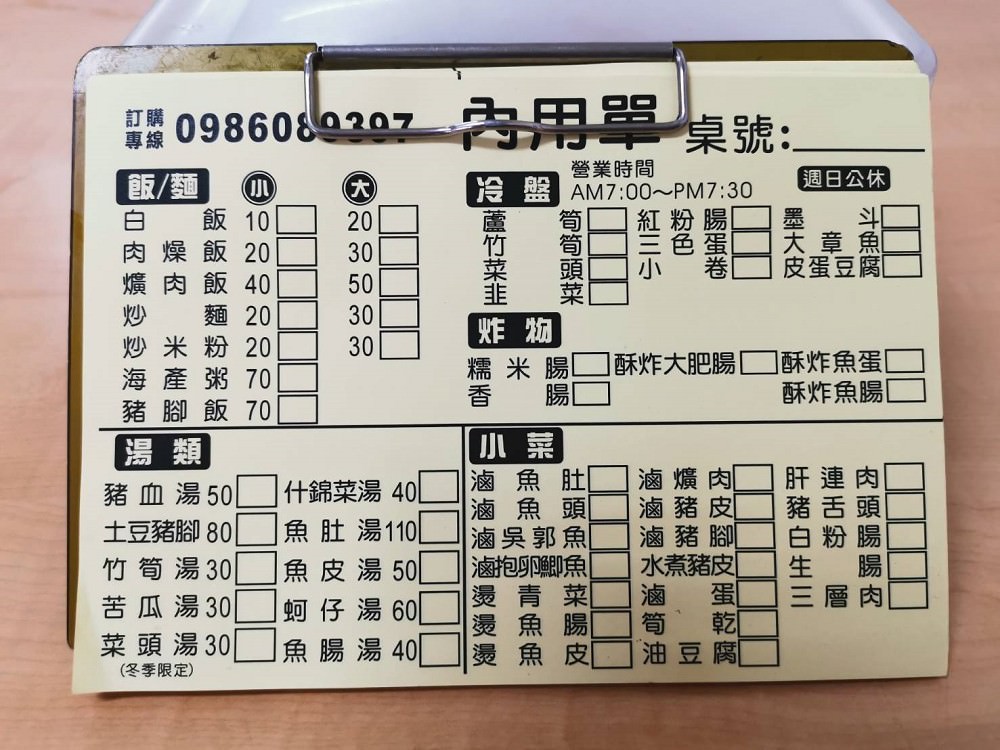 訂購專線 0986089397 內用單 桌號:
飯/麵 小 大
白飯 10 20
肉燥飯 20 30
爌肉飯 40 50
炒麵 20 30
炒米粉 20 30
海產粥 70
豬腳飯 70
冷盤 營業時間 AM7:00～PM7:30 週日公休
蘆筍 紅粉腸 墨斗
竹筍 三色蛋 大章魚
菜頭 小卷 皮蛋豆腐
韭菜
炸物
糯米腸 酥炸大肥腸 酥炸魚蛋
香腸 酥炸魚腸
湯類
豬血湯 50 什錦菜湯 40
土豆豬腳 80 魚肚湯 110
竹筍湯 30 魚皮湯 50
苦瓜湯 30 蚵仔湯 60
菜頭湯 30 魚腸湯 40
(冬季限定)
小菜
滷魚肚 滷爌肉 肝連肉
滷魚頭 滷豬皮 豬舌頭
滷吳郭魚 滷豬腳 白粉腸
滷抱卵鯽魚 水煮豬皮 生腸
燙青菜 滷蛋 三層肉
燙魚腸 筍乾
燙魚皮 油豆腐